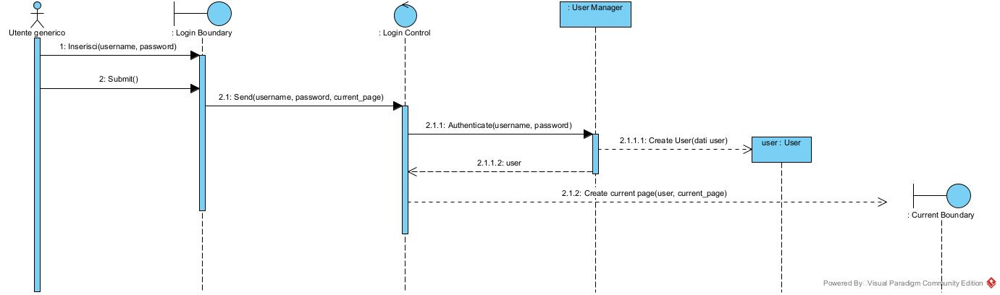 : User Manager
Utente generico
: Login Boundary
: Login Control
1: Inserisci(username, password)
2: Submit()
2.1: Send(username, password, current_page)
2.1.1: Authenticate(username, password)
2.1.1.1: Create User(dati user)
user : User
2.1.1.2: user
2.1.2: Create current page(user, current_page)
: Current Boundary
Powered By Visual Paradigm Community Edition